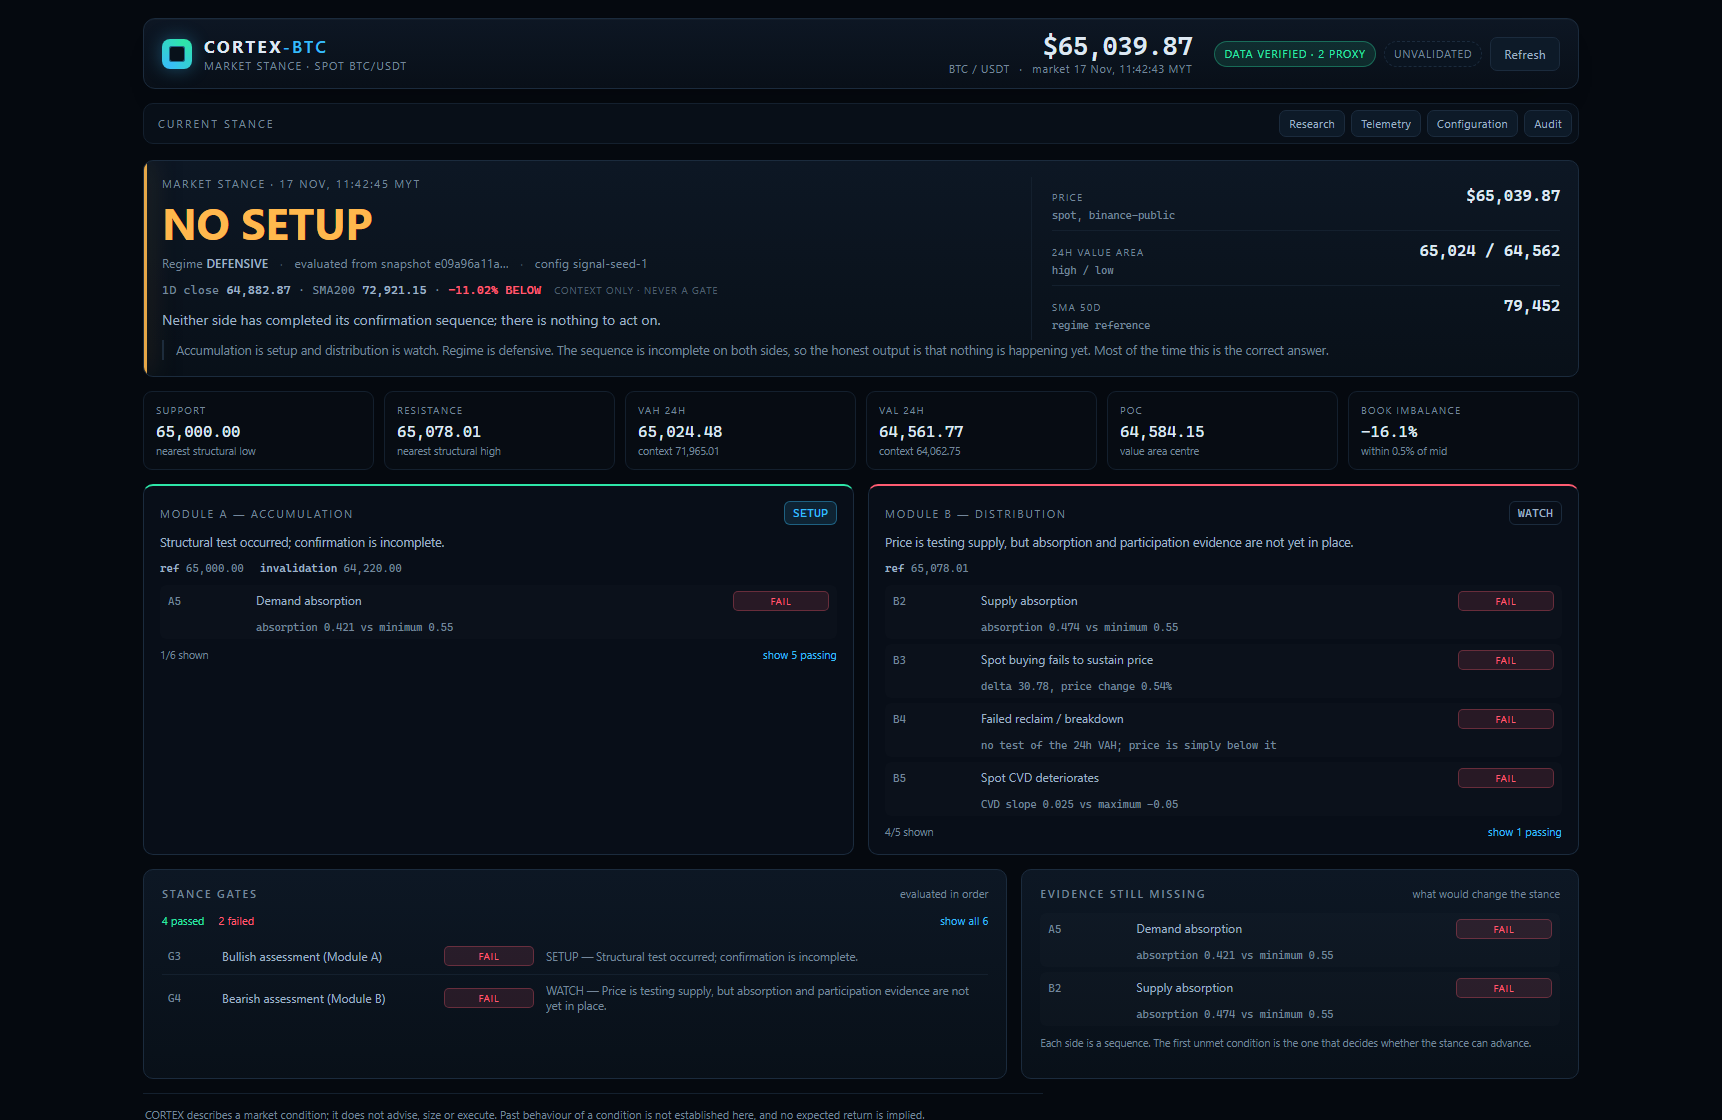 CORTEX-BTC
MARKET STANCE · SPOT BTC/USDT
$65,039.87
BTC / USDT · market 17 Nov, 11:42:43 MYT
DATA VERIFIED · 2 PROXY
UNVALIDATED
Refresh
CURRENT STANCE
Research
Telemetry
Configuration
Audit
MARKET STANCE · 17 NOV, 11:42:45 MYT
NO SETUP
Regime DEFENSIVE · evaluated from snapshot e09a96a11a... · config signal-seed-1
1D close 64,882.87 · SMA200 72,921.15 · −11.02% BELOW CONTEXT ONLY · NEVER A GATE
Neither side has completed its confirmation sequence; there is nothing to act on.
Accumulation is setup and distribution is watch. Regime is defensive. The sequence is incomplete on both sides, so the honest output is that nothing is happening yet. Most of the time this is the correct answer.
PRICE
spot, binance-public
$65,039.87
24H VALUE AREA
high / low
65,024 / 64,562
SMA 50D
regime reference
79,452
SUPPORT
65,000.00
nearest structural low
RESISTANCE
65,078.01
nearest structural high
VAH 24H
65,024.48
context 71,965.01
VAL 24H
64,561.77
context 64,062.75
POC
64,584.15
value area centre
BOOK IMBALANCE
−16.1%
within 0.5% of mid
MODULE A — ACCUMULATION
SETUP
Structural test occurred; confirmation is incomplete.
ref 65,000.00 invalidation 64,220.00
A5 Demand absorption FAIL
absorption 0.421 vs minimum 0.55
1/6 shown
show 5 passing
MODULE B — DISTRIBUTION
WATCH
Price is testing supply, but absorption and participation evidence are not yet in place.
ref 65,078.01
B2 Supply absorption FAIL
absorption 0.474 vs minimum 0.55
B3 Spot buying fails to sustain price FAIL
delta 30.78, price change 0.54%
B4 Failed reclaim / breakdown FAIL
no test of the 24h VAH; price is simply below it
B5 Spot CVD deteriorates FAIL
CVD slope 0.025 vs maximum −0.05
4/5 shown
show 1 passing
STANCE GATES
evaluated in order
4 passed 2 failed
show all 6
G3 Bullish assessment (Module A) FAIL SETUP — Structural test occurred; confirmation is incomplete.
G4 Bearish assessment (Module B) FAIL WATCH — Price is testing supply, but absorption and participation evidence are not
yet in place.
EVIDENCE STILL MISSING
what would change the stance
A5 Demand absorption FAIL
absorption 0.421 vs minimum 0.55
B2 Supply absorption FAIL
absorption 0.474 vs minimum 0.55
Each side is a sequence. The first unmet condition is the one that decides whether the stance can advance.
CORTEX describes a market condition; it does not advise, size or execute. Past behaviour of a condition is not established here, and no expected return is implied.